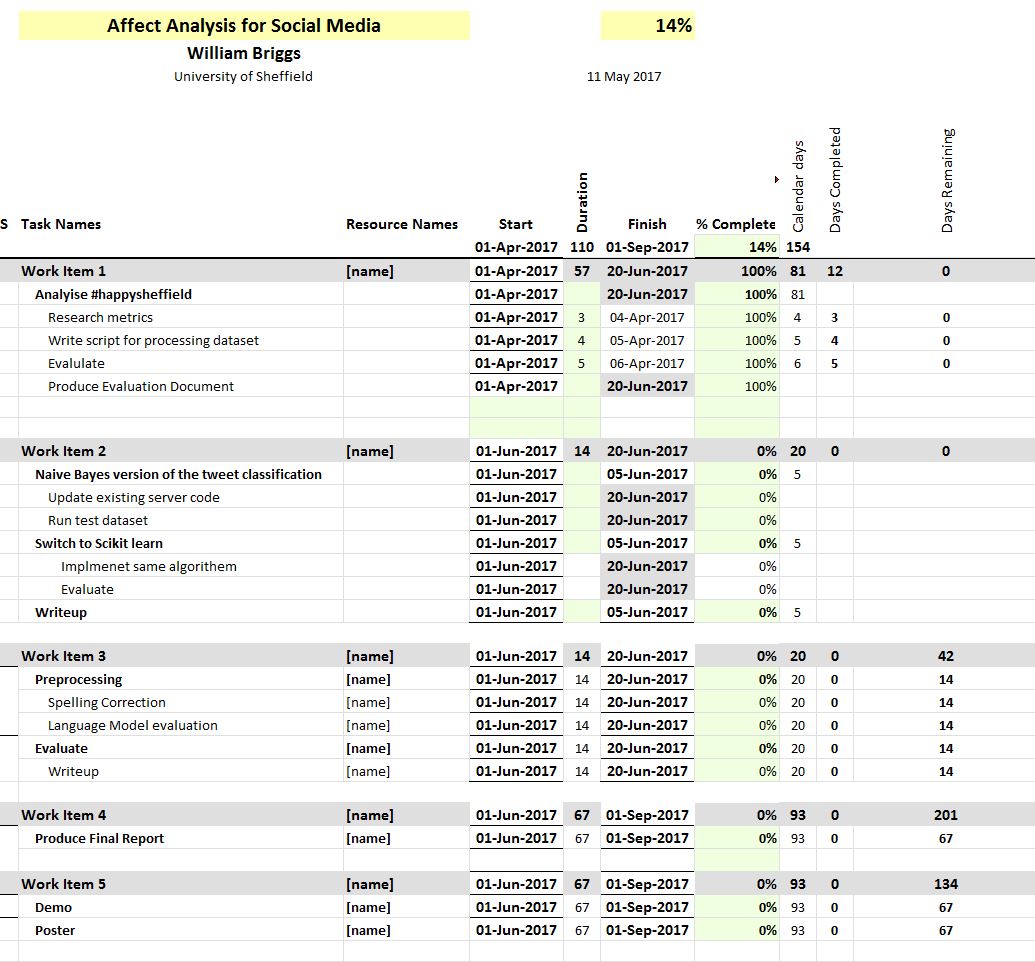 Affect Analysis for Social Media 14%
William Briggs
University of Sheffield 11 May 2017
S Task Names Resource Names Start Duration Finish % Complete Calendar days Days Completed Days Remaining
01-Apr-2017 110 01-Sep-2017 14% 154
Work Item 1 [name] 01-Apr-2017 57 20-Jun-2017 100% 81 12 0
Analyise #happysheffield 01-Apr-2017 20-Jun-2017 100% 81
Research metrics 01-Apr-2017 3 04-Apr-2017 100% 4 3 0
Write script for processing dataset 01-Apr-2017 4 05-Apr-2017 100% 5 4 0
Evalulate 01-Apr-2017 5 06-Apr-2017 100% 6 5 0
Produce Evaluation Document 01-Apr-2017 20-Jun-2017 100%
Work Item 2 [name] 01-Jun-2017 14 20-Jun-2017 0% 20 0 0
Naive Bayes version of the tweet classification 01-Jun-2017 05-Jun-2017 0% 5
Update existing server code 01-Jun-2017 20-Jun-2017 0%
Run test dataset 01-Jun-2017 20-Jun-2017 0%
Switch to Scikit learn 01-Jun-2017 05-Jun-2017 0% 5
Implmenet same algorithem 01-Jun-2017 20-Jun-2017 0%
Evaluate 01-Jun-2017 20-Jun-2017 0%
Writeup 01-Jun-2017 05-Jun-2017 0% 5
Work Item 3 [name] 01-Jun-2017 14 20-Jun-2017 0% 20 0 42
Preprocessing [name] 01-Jun-2017 14 20-Jun-2017 0% 20 0 14
Spelling Correction [name] 01-Jun-2017 14 20-Jun-2017 0% 20 0 14
Language Model evaluation [name] 01-Jun-2017 14 20-Jun-2017 0% 20 0 14
Evaluate [name] 01-Jun-2017 14 20-Jun-2017 0% 20 0 14
Writeup [name] 01-Jun-2017 14 20-Jun-2017 0% 20 0 14
Work Item 4 [name] 01-Jun-2017 67 01-Sep-2017 0% 93 0 201
Produce Final Report [name] 01-Jun-2017 67 01-Sep-2017 0% 93 0 67
Work Item 5 [name] 01-Jun-2017 67 01-Sep-2017 0% 93 0 134
Demo [name] 01-Jun-2017 67 01-Sep-2017 0% 93 0 67
Poster [name] 01-Jun-2017 67 01-Sep-2017 0% 93 0 67